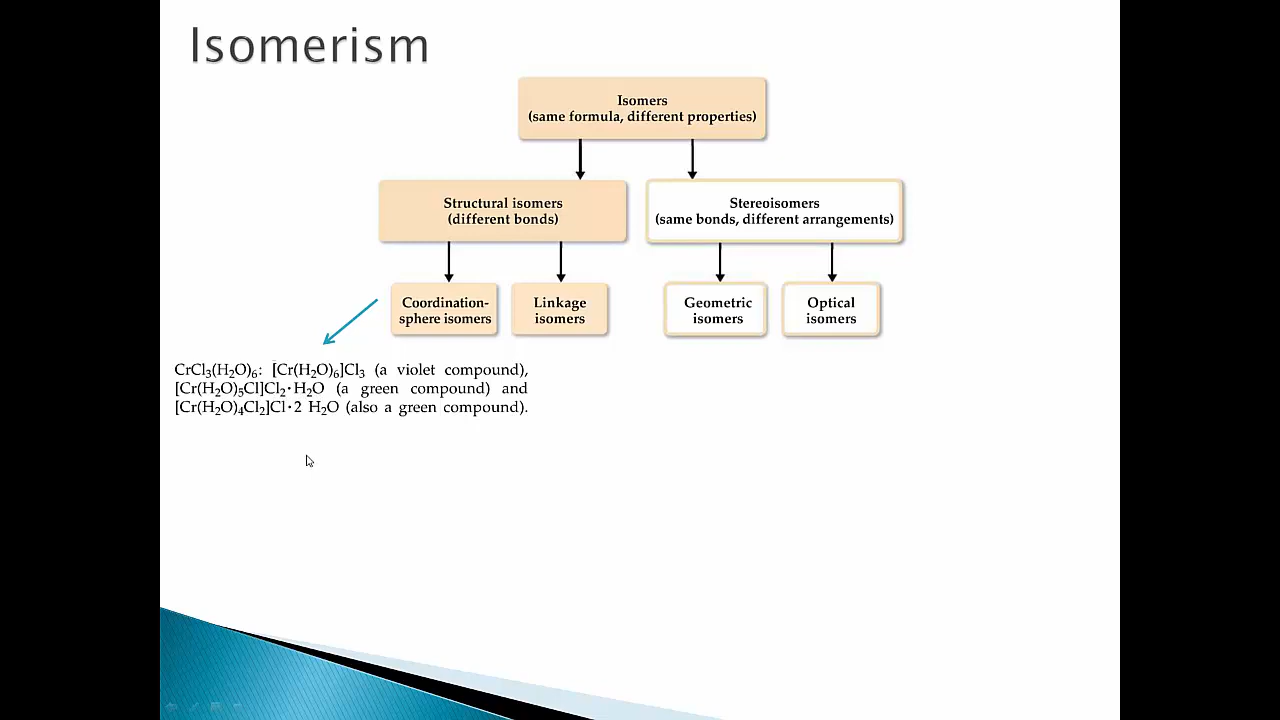 Isomerism
Isomers
(same formula, different properties)
Structural isomers
(different bonds)
Stereoisomers
(same bonds, different arrangements)
Coordination-
sphere isomers
Linkage
isomers
Geometric
isomers
Optical
isomers
CrCl₃(H₂O)₆: [Cr(H₂O)₆]Cl₃ (a violet compound),
[Cr(H₂O)₅Cl]Cl₂·H₂O (a green compound) and
[Cr(H₂O)₄Cl₂]Cl·2 H₂O (also a green compound).